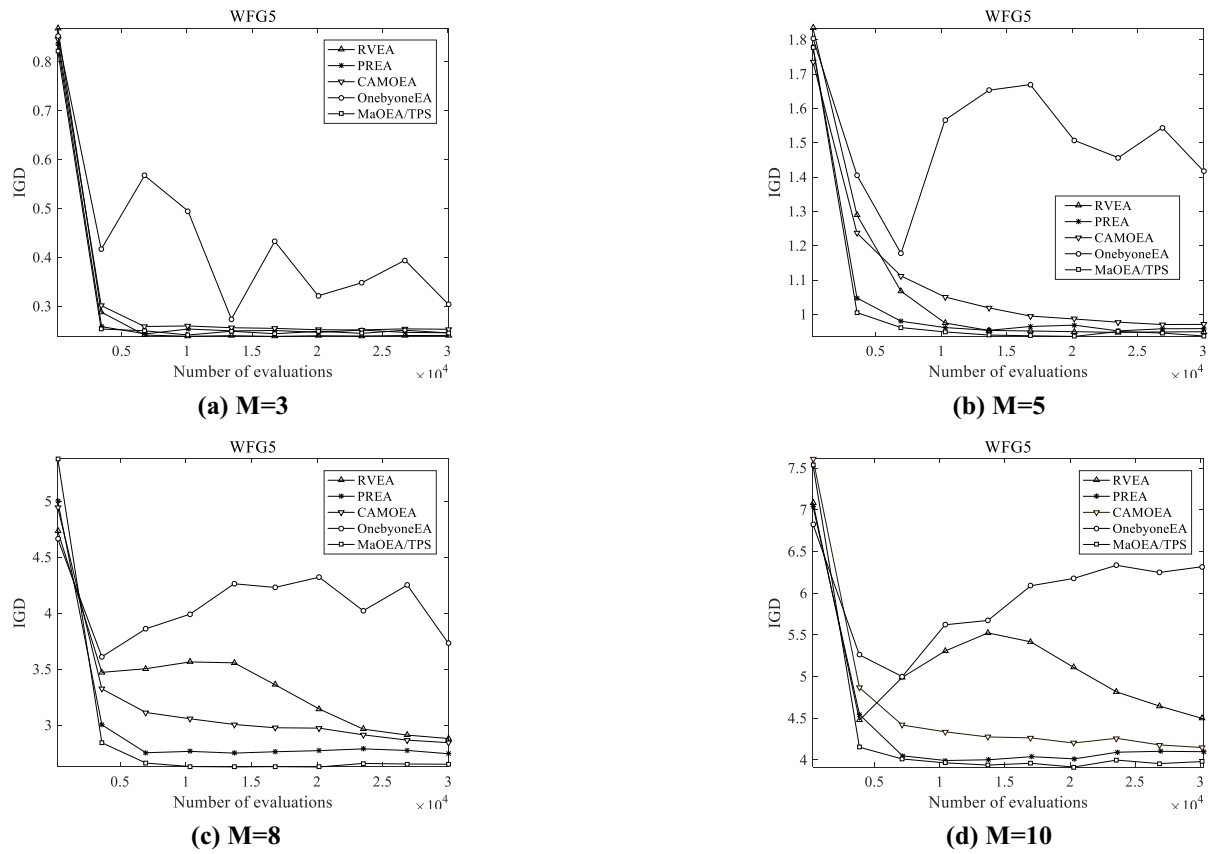 WFG5
IGD
0.8
0.7
0.6
0.5
0.4
0.3
RVEA
PREA
CAMOEA
OnebyoneEA
MaOEA/TPS
0.5 1 1.5 2 2.5 3
Number of evaluations
×10^4
(a) M=3
WFG5
IGD
1.8
1.7
1.6
1.5
1.4
1.3
1.2
1.1
1
RVEA
PREA
CAMOEA
OnebyoneEA
MaOEA/TPS
0.5 1 1.5 2 2.5 3
Number of evaluations
×10^4
(b) M=5
WFG5
IGD
5
4.5
4
3.5
3
RVEA
PREA
CAMOEA
OnebyoneEA
MaOEA/TPS
0.5 1 1.5 2 2.5 3
Number of evaluations
×10^4
(c) M=8
WFG5
IGD
7.5
7
6.5
6
5.5
5
4.5
4
RVEA
PREA
CAMOEA
OnebyoneEA
MaOEA/TPS
0.5 1 1.5 2 2.5 3
Number of evaluations
×10^4
(d) M=10